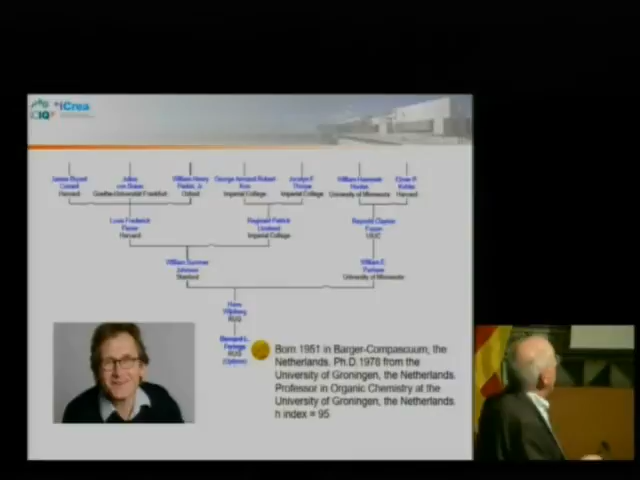 iCIQ
iCrea
James Bryant
Julius
William Henry
George Armand Robert
Jocelyn F.
William
Conant
von Braun
Perkin, Jr.
Kon
Thorpe
Elmer P.
Kohler
Harvard
Goethe-Universität Frankfurt
Oxford
Imperial College
Imperial College
University of Minnesota
Harvard
Louis Frederick
Reginald Patrick
Reynold Clayton
Fieser
Linstead
Fuson
Harvard
Imperial College
UIUC
William Summer
William E.
Johnson
Parham
Stanford
University of Minnesota
Hans
Wijnberg
RUG
Bernard L.
Feringa
RUG
Born 1951 in Barger-Compascuum, the
Netherlands. Ph.D.1978 from the
University of Groningen, the Netherlands.
Professor in Organic Chemistry at the
University of Groningen, the Netherlands.
h index = 95